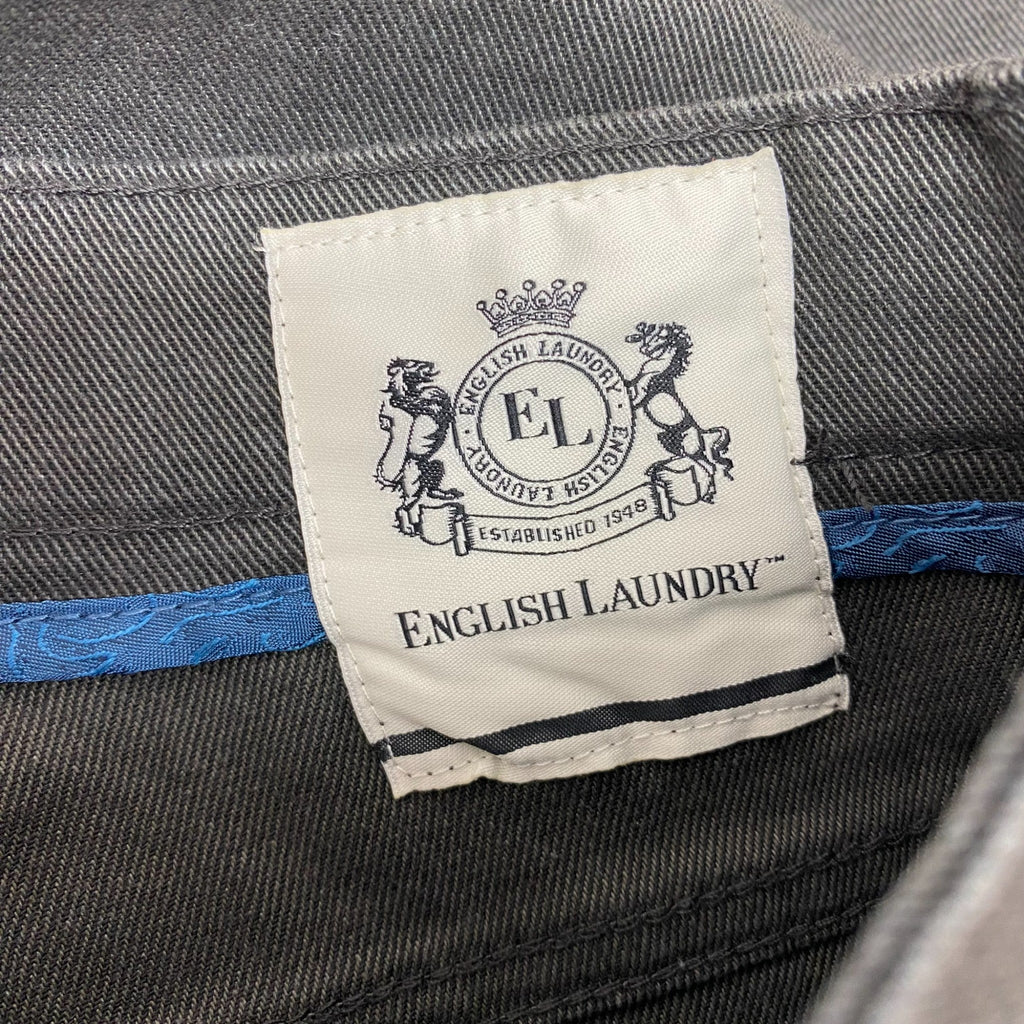 ENGLISH LAUNDRY · ENGLISH LAUNDRY ·
EL
ESTABLISHED 1948
ENGLISH LAUNDRY™